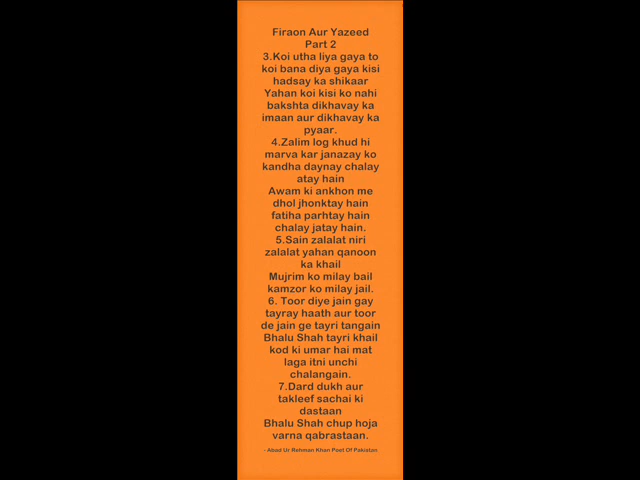 Firaon Aur Yazeed
Part 2
3.Koi utha liya gaya to
koi bana diya gaya kisi
hadsay ka shikaar
Yahan koi kisi ko nahi
bakshta dikhavay ka
imaan aur dikhavay ka
pyaar.
4.Zalim log khud hi
marva kar janazay ko
kandha daynay chalay
atay hain
Awam ki ankhon me
dhol jhonktay hain
fatiha parhtay hain
chalay jatay hain.
5.Sain zalalat niri
zalalat yahan qanoon
ka khail
Mujrim ko milay bail
kamzor ko milay jail.
6. Toor diye jain gay
tayray haath aur toor
de jain ge tayri tangain
Bhalu Shah tayri khail
kod ki umar hai mat
laga itni unchi
chalangain.
7.Dard dukh aur
takleef sachai ki
dastaan
Bhalu Shah chup hoja
varna qabrastaan.
- Abad Ur Rehman Khan Poet Of Pakistan.